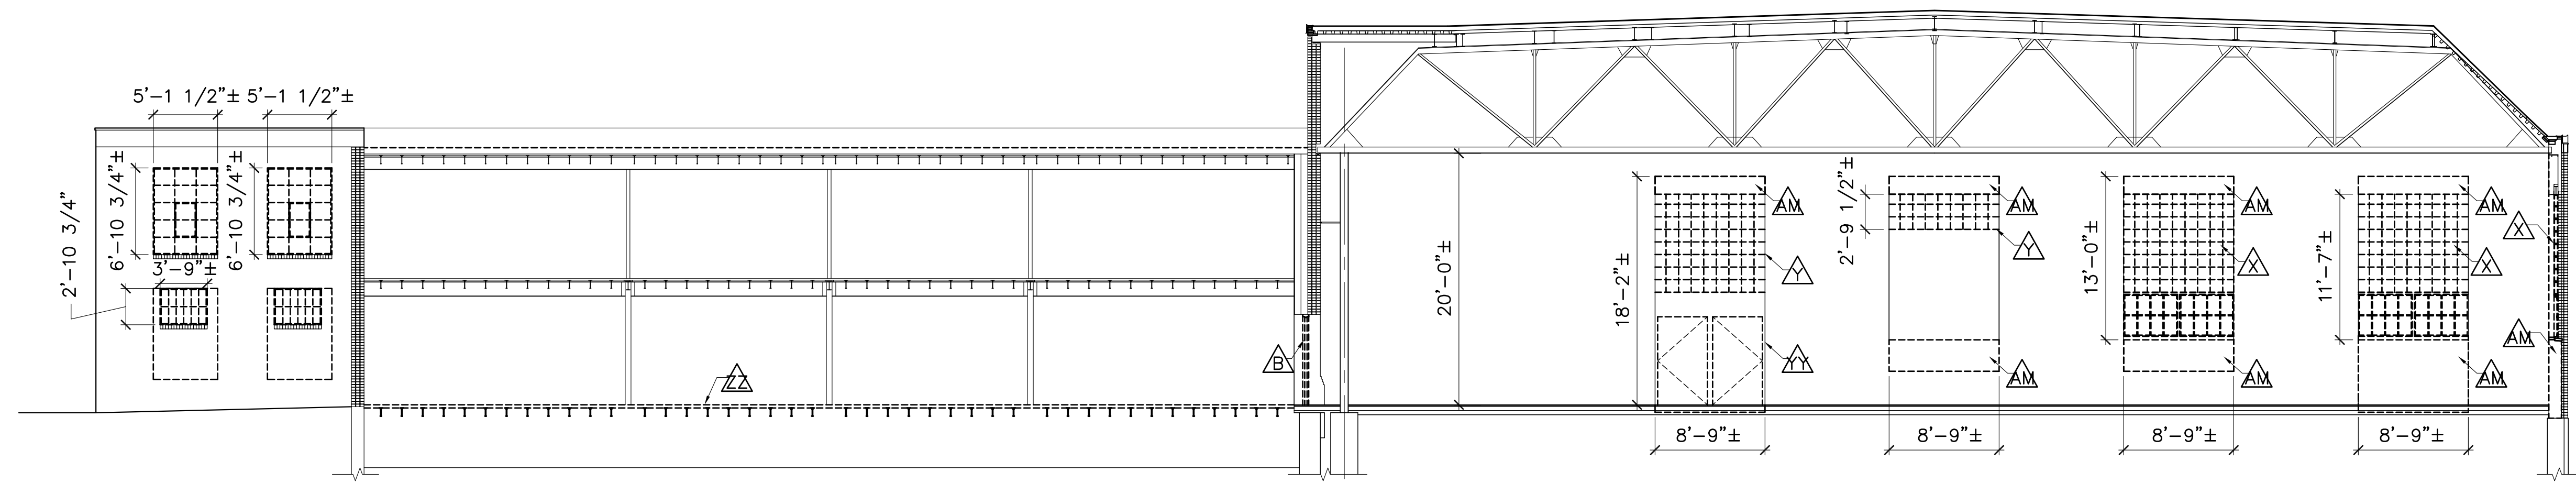 5'-1 1/2"± 5'-1 1/2"±
6'-10 3/4"±
6'-10 3/4"±
2'-10 3/4"
3'-9"±
ZZ
B
20'-0"±
18'-2"±
AM
Y
YY
8'-9"±
2'-9 1/2"±
AM
Y
AM
8'-9"±
13'-0"±
AM
X
AM
8'-9"±
11'-7"±
AM
X
AM
8'-9"±
X
AM